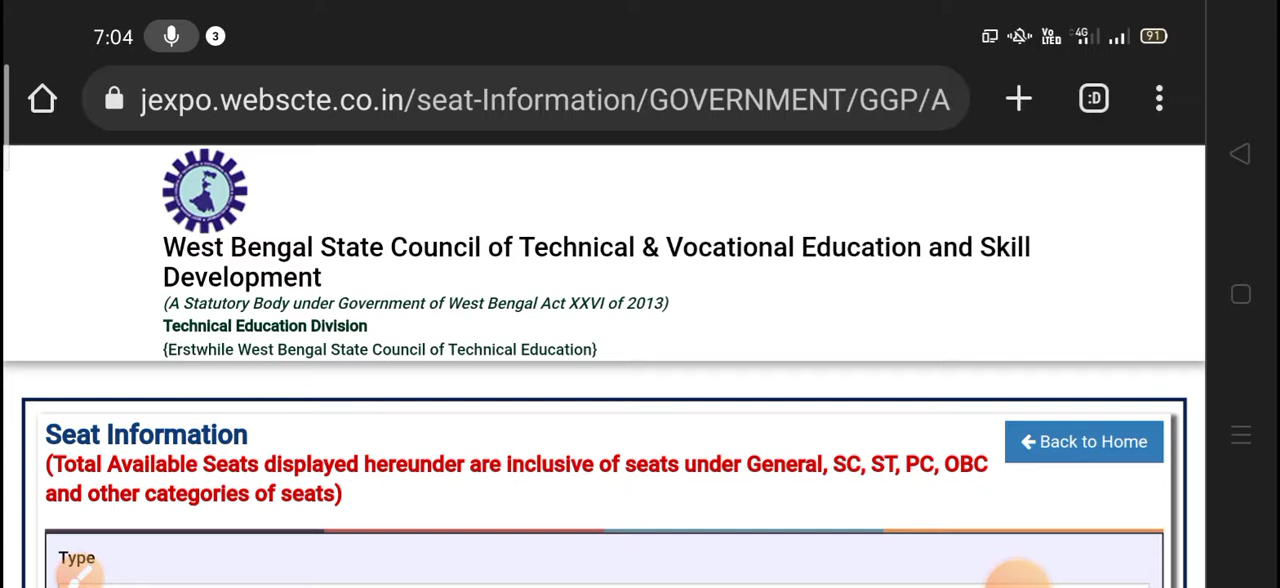 7:04 3 Vo LTED 4G 91
jexpo.webscte.co.in/seat-Information/GOVERNMENT/GGP/A :D
West Bengal State Council of Technical & Vocational Education and Skill
Development
(A Statutory Body under Government of West Bengal Act XXVI of 2013)
Technical Education Division
{Erstwhile West Bengal State Council of Technical Education}
Seat Information
Back to Home
(Total Available Seats displayed hereunder are inclusive of seats under General, SC, ST, PC, OBC
and other categories of seats)
Type